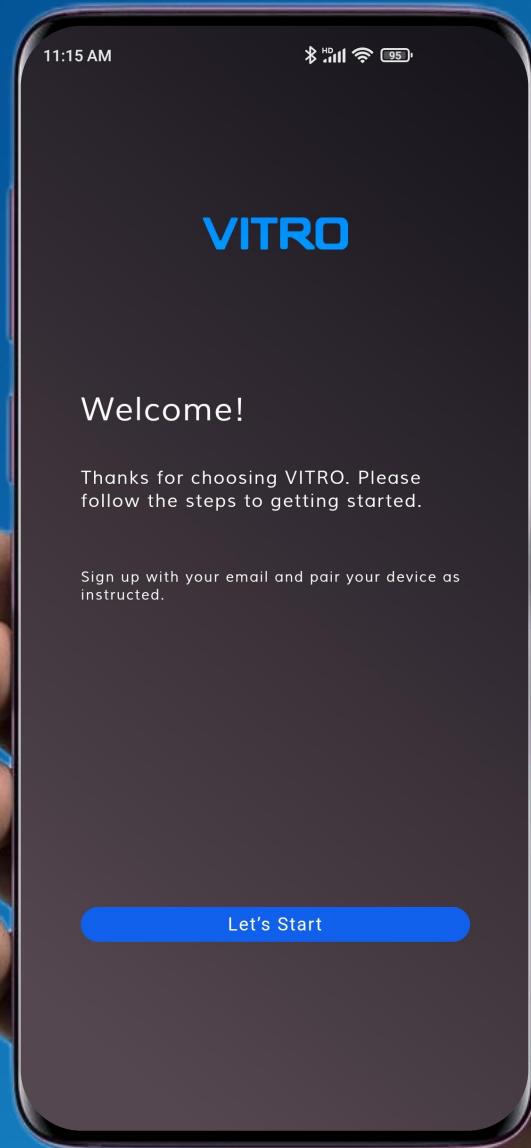 11:15 AM HD 95
VITRO
Welcome!
Thanks for choosing VITRO. Please
follow the steps to getting started.
Sign up with your email and pair your device as
instructed.
Let’s Start